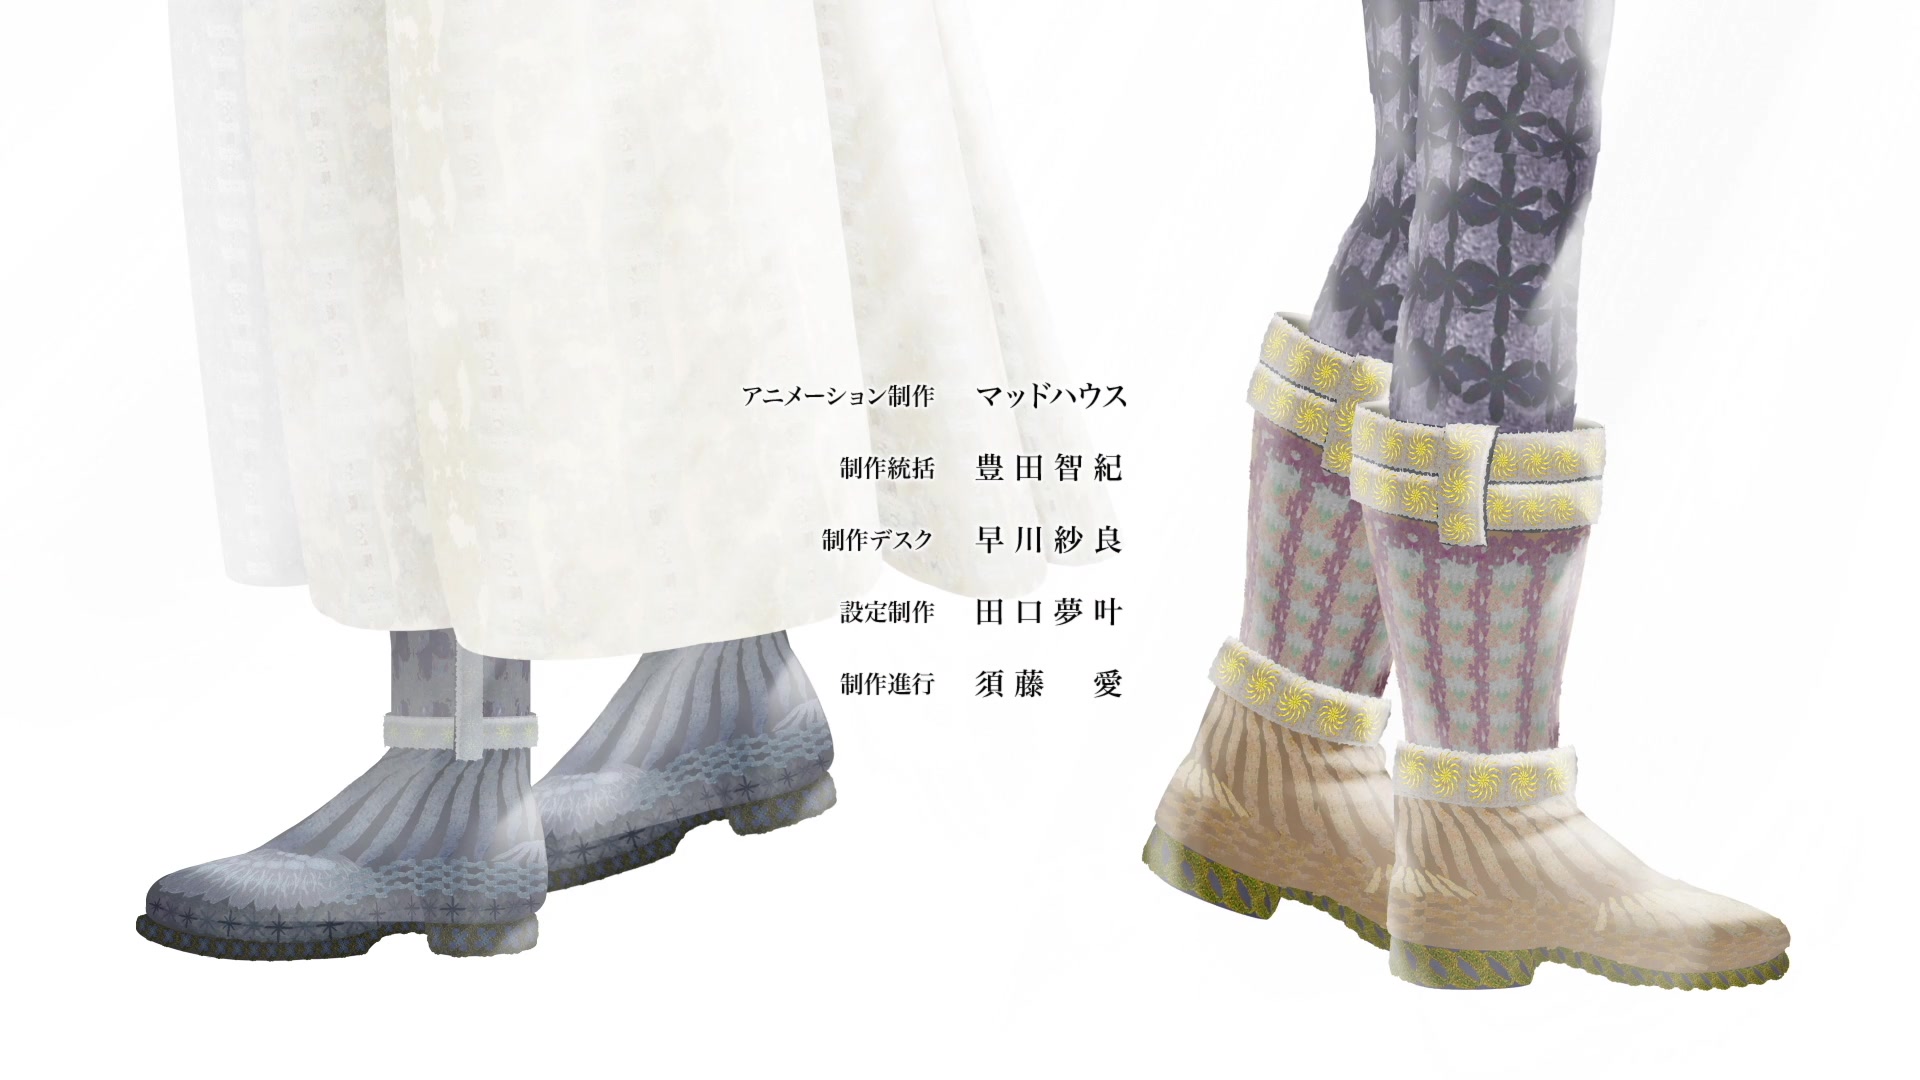 アニメーション制作 マッドハウス
制作統括 豊田智紀
制作デスク 早川紗良
設定制作 田口夢叶
制作進行 須藤 愛